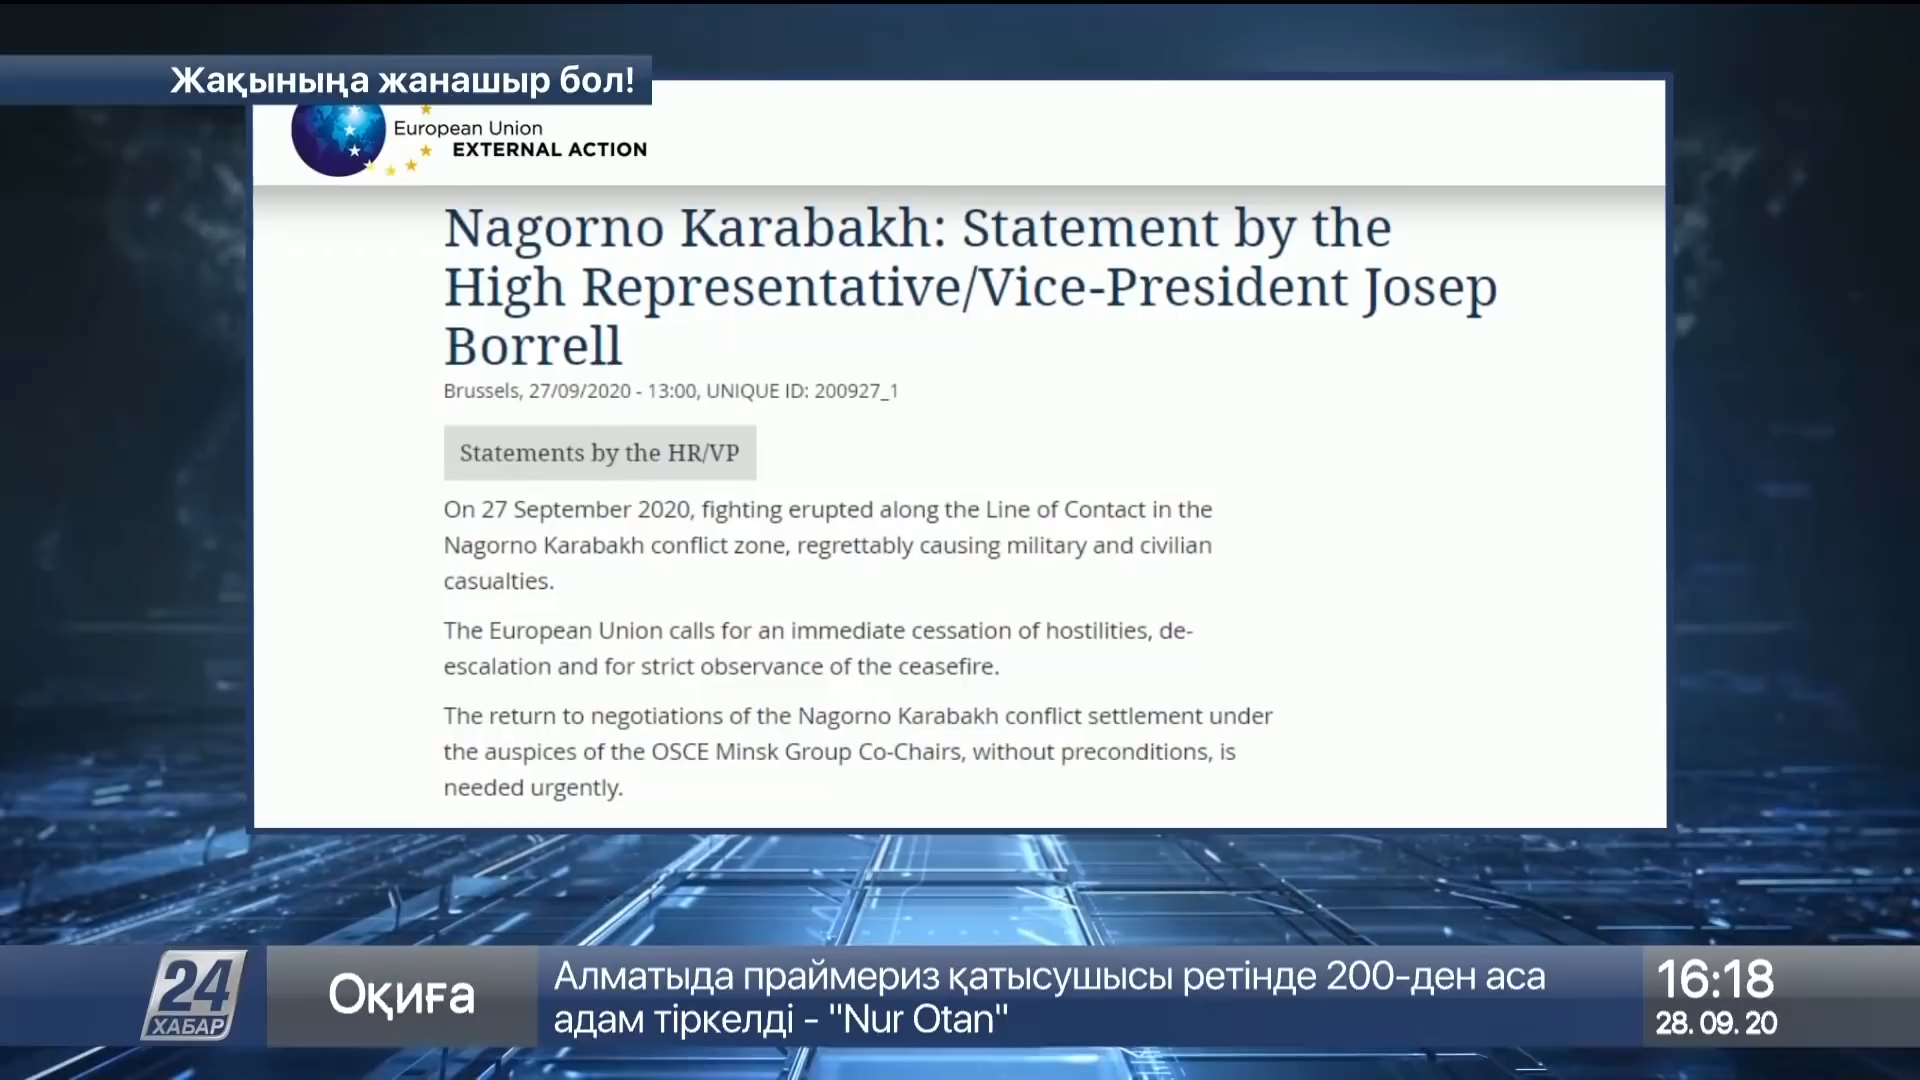 Жақыныңа жанашыр бол!
European Union
EXTERNAL ACTION
Nagorno Karabakh: Statement by the
High Representative/Vice-President Josep
Borrell
Brussels, 27/09/2020 - 13:00, UNIQUE ID: 200927_1
Statements by the HR/VP
On 27 September 2020, fighting erupted along the Line of Contact in the
Nagorno Karabakh conflict zone, regrettably causing military and civilian
casualties.
The European Union calls for an immediate cessation of hostilities, de-
escalation and for strict observance of the ceasefire.
The return to negotiations of the Nagorno Karabakh conflict settlement under
the auspices of the OSCE Minsk Group Co-Chairs, without preconditions, is
needed urgently.
24
ХАБАР
Оқиға
Алматыда праймериз қатысушысы ретінде 200-ден аса
адам тіркелді - "Nur Otan"
16:18
28. 09. 20